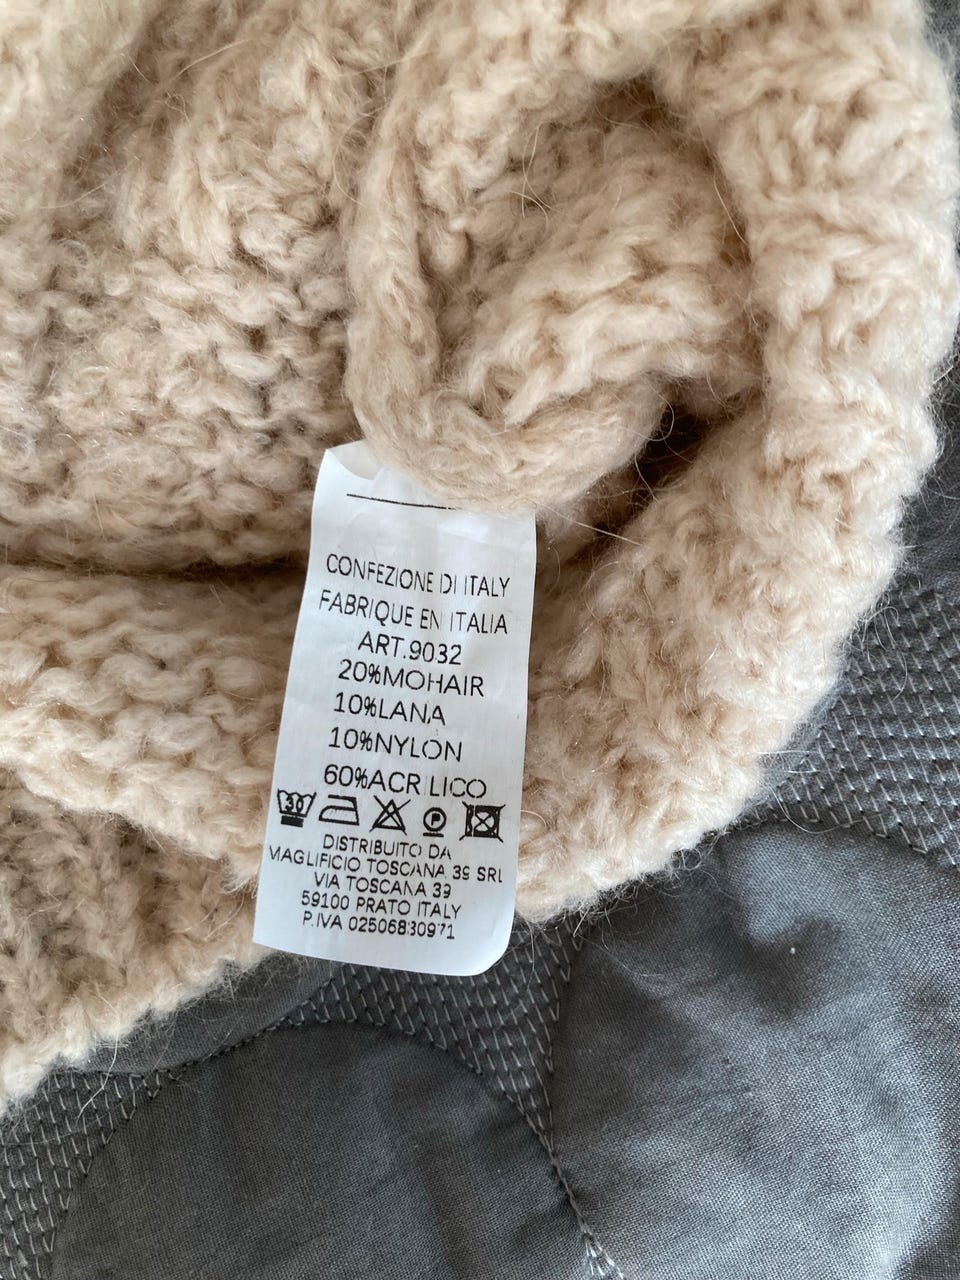 CONFEZIONE DI ITALY
FABRIQUE EN ITALIA
ART.9032
20%MOHAIR
10%LANA
10%NYLON
60%ACRILICO
30 P
DISTRIBUITO DA
MAGLIFICIO TOSCANA 39 SRL
VIA TOSCANA 39
59100 PRATO ITALY
P.IVA 02506830971